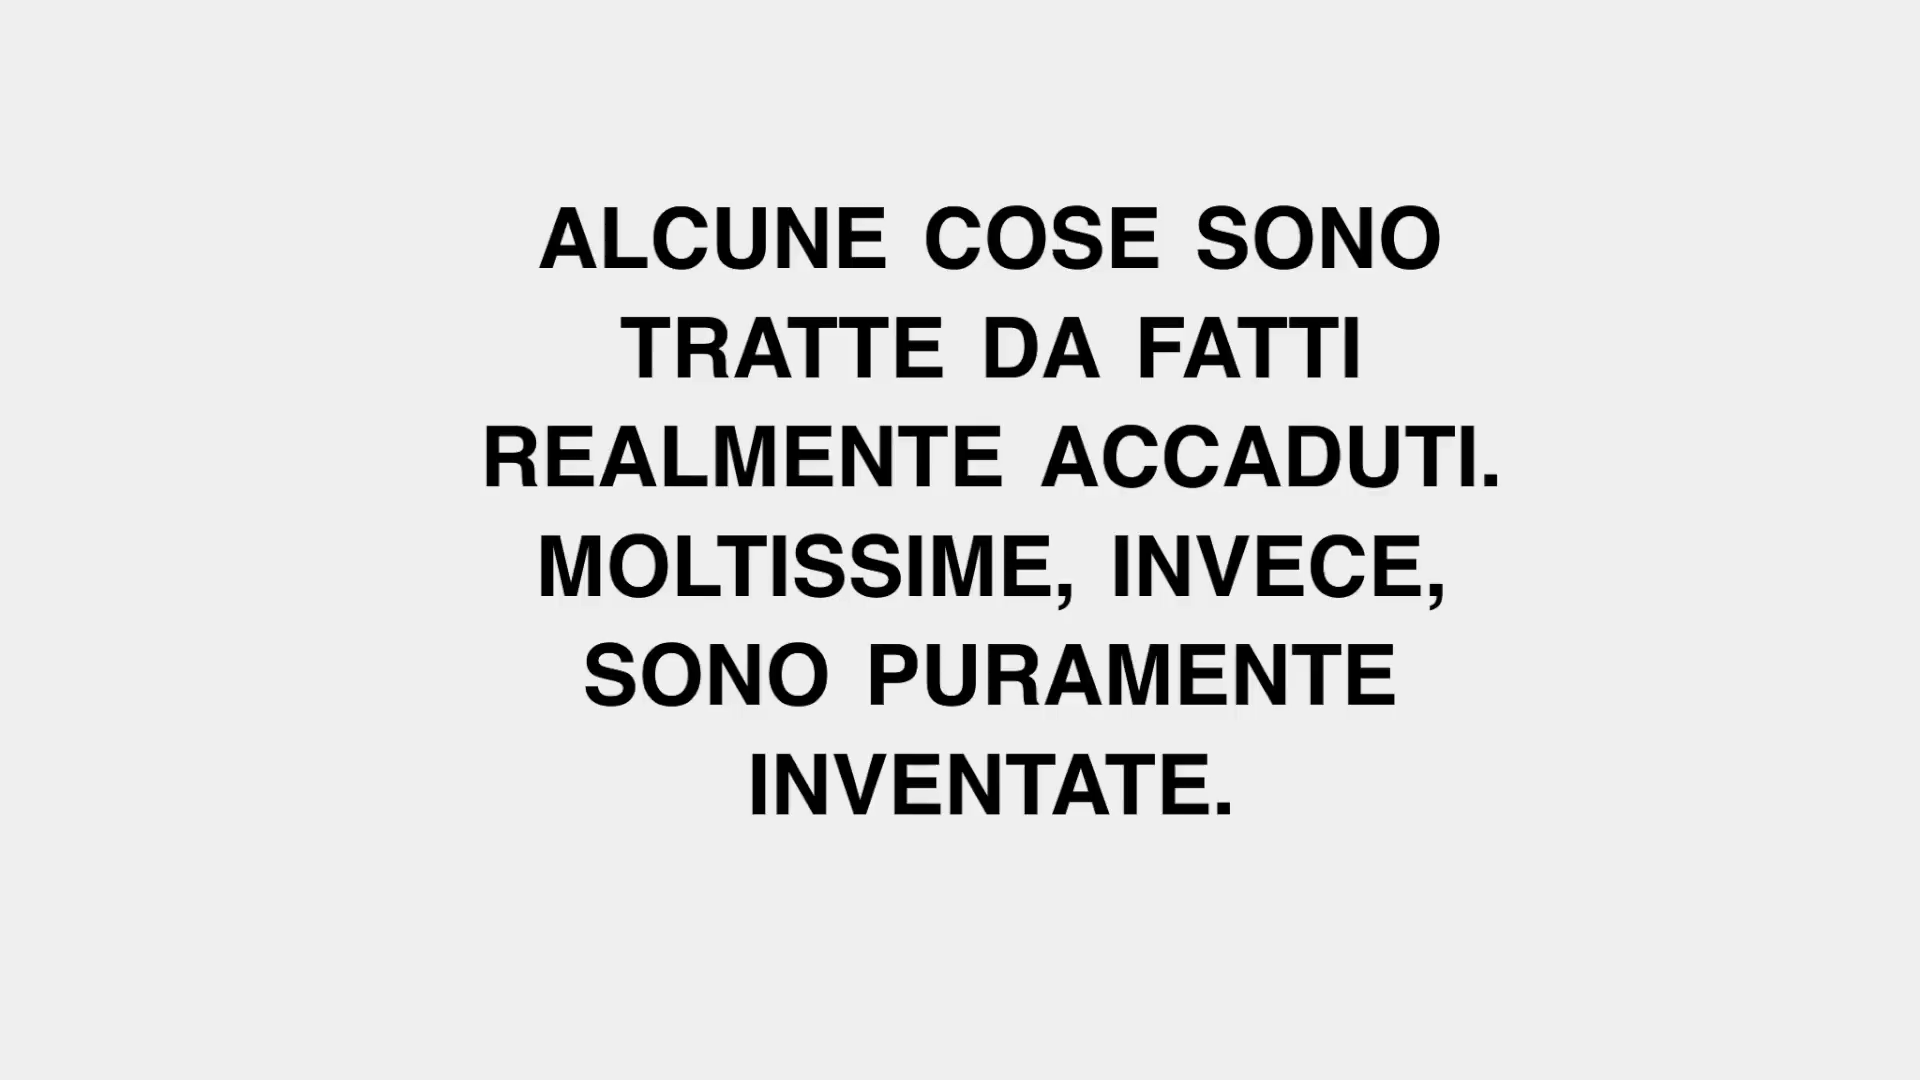 ALCUNE COSE SONO
TRATTE DA FATTI
REALMENTE ACCADUTI.
MOLTISSIME, INVECE,
SONO PURAMENTE
INVENTATE.